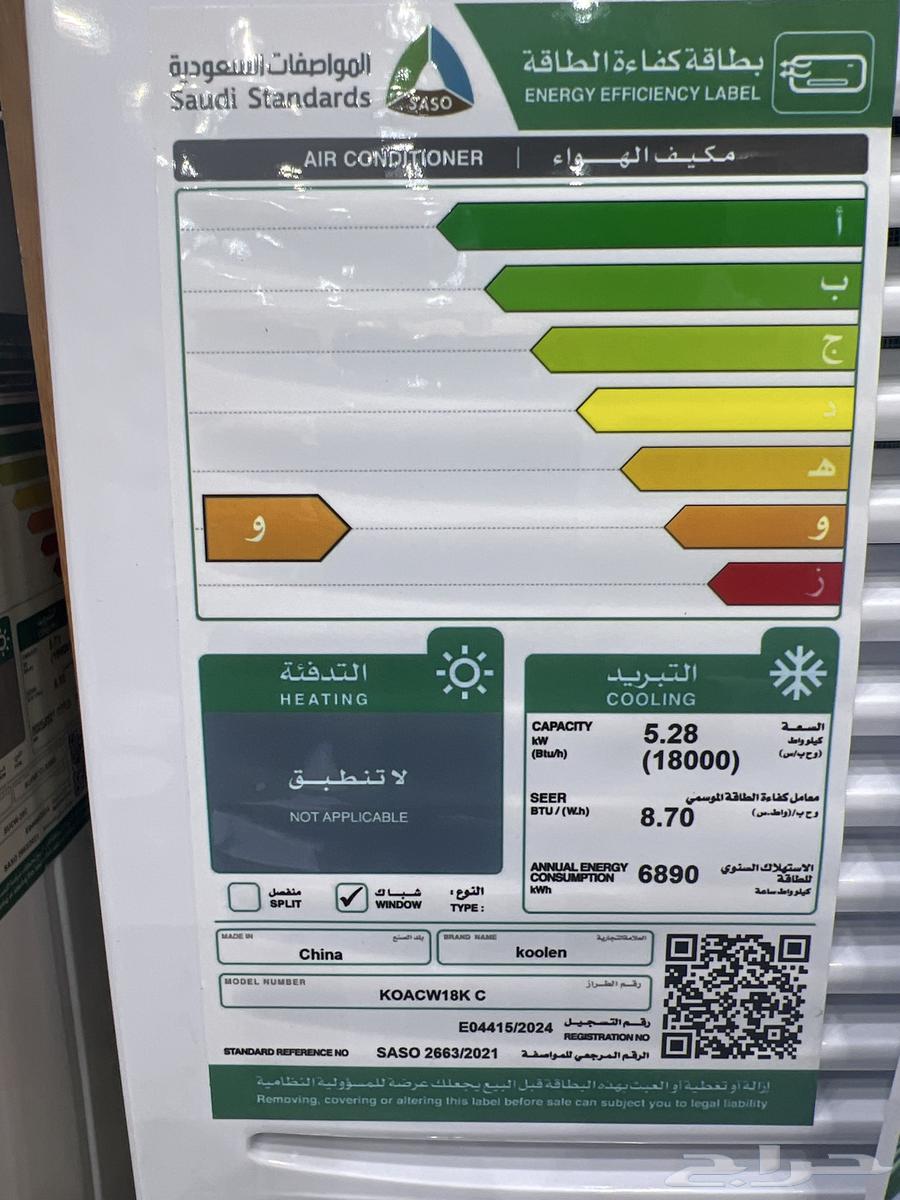 المواصفات السعودية
Saudi Standards
SASO
بطاقة كفاءة الطاقة
ENERGY EFFICIENCY LABEL
AIR CONDITIONER | مكيف الهواء
أ
ب
ج
د
هـ
و
و
ز
التدفئة
HEATING
لا تنطبق
NOT APPLICABLE
التبريد
COOLING
CAPACITY 5.28 السعة
kW كيلو واط
(Btu/h) (18000) (وح ب/س)
SEER معامل كفاءة الطاقة الموسمي
BTU / (W.h) 8.70 وح ب/(واط.س)
ANNUAL ENERGY CONSUMPTION 6890 الاستهلاك السنوي للطاقة
kWh كيلو واط ساعة
منفصل
SPLIT
شباك
WINDOW
النوع:
TYPE :
MADE IN بلد الصنع
China
BRAND NAME العلامة التجارية
koolen
MODEL NUMBER رقم الطراز
KOACW18K C
E04415/2024 رقم التسجيل
REGISTRATION NO
STANDARD REFERENCE NO SASO 2663/2021 الرقم المرجعي للمواصفة
إزالة أو تغطية أو العبث بهذه البطاقة قبل البيع يجعلك عرضة للمسؤولية النظامية
Removing, covering or altering this label before sale can subject you to legal liability
حراج